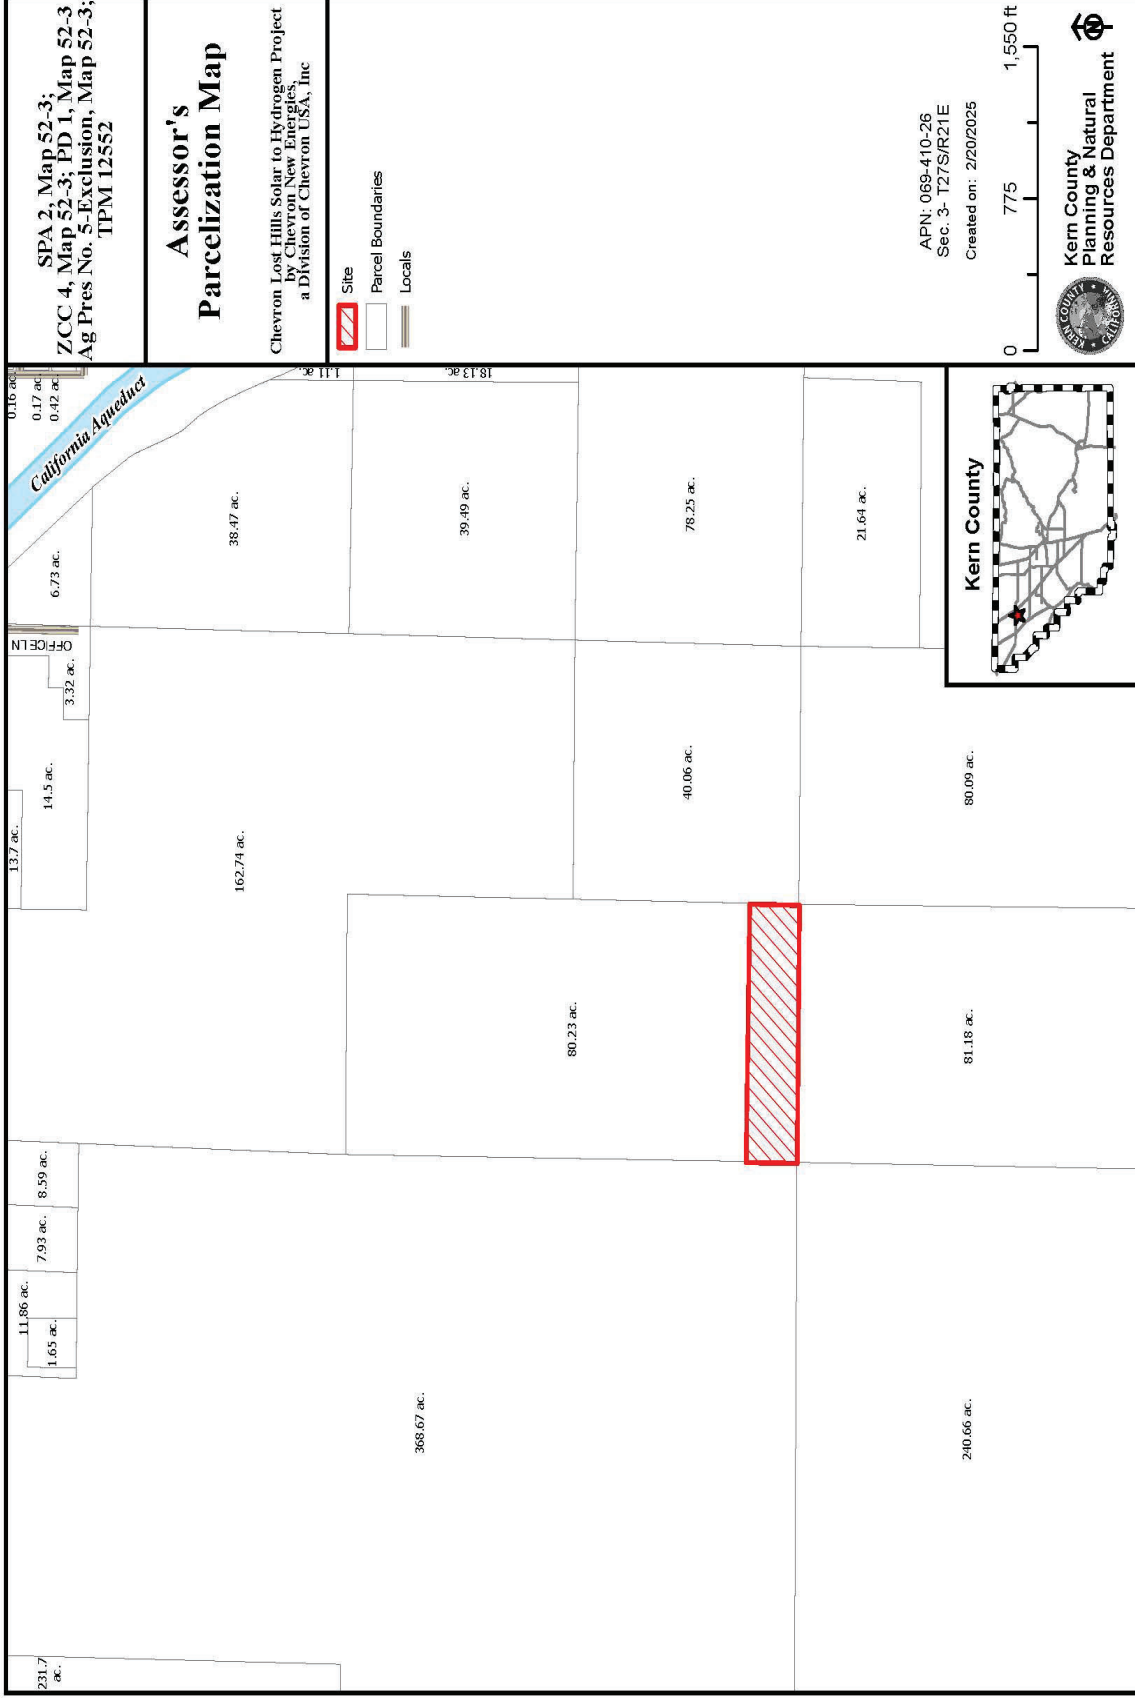 SPA 2, Map 52-3;
ZCC 4, Map 52-3; PD 1, Map 52-3
Ag Pres No. 5-Exclusion, Map 52-3;
TPM 12552
Assessor's
Parcelization Map
Chevron Lost Hills Solar to Hydrogen Project
by Chevron New Energies,
a Division of Chevron USA, Inc
Site
Parcel Boundaries
Locals
APN: 069-410-26
Sec. 3- T27S/R21E
Created on: 2/20/2025
0 775 1,550 ft
N
Kern County
Planning & Natural
Resources Department
KERN COUNTY
CALIFORNIA
231.7
ac.
11.86 ac.
1.65 ac.
7.93 ac.
8.59 ac.
13.7 ac.
14.5 ac.
3.32 ac.
OFFICE LN
6.73 ac.
0.16 ac.
0.17 ac.
0.42 ac.
California Aqueduct
162.74 ac.
38.47 ac.
1.11 ac.
368.67 ac.
80.23 ac.
39.49 ac.
18.13 ac.
40.06 ac.
78.25 ac.
240.66 ac.
81.18 ac.
80.09 ac.
21.64 ac.
Kern County